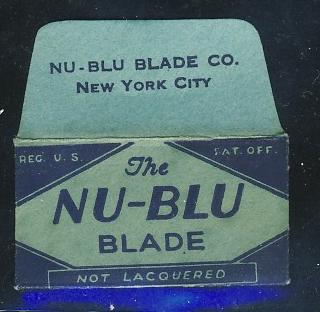 NU-BLU BLADE CO.
NEW YORK CITY
REG. U. S. PAT. OFF.
The
NU-BLU
BLADE
NOT LACQUERED